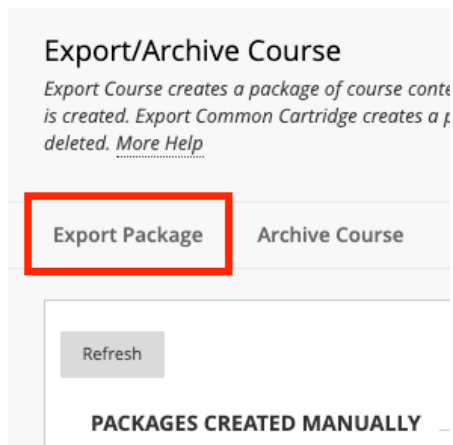 Export/Archive Course
Export Course creates a package of course
is created. Export Common Cartridge creates a
deleted. More Help
Export Package Archive Course
Refresh
PACKAGES CREATED MANUALLY